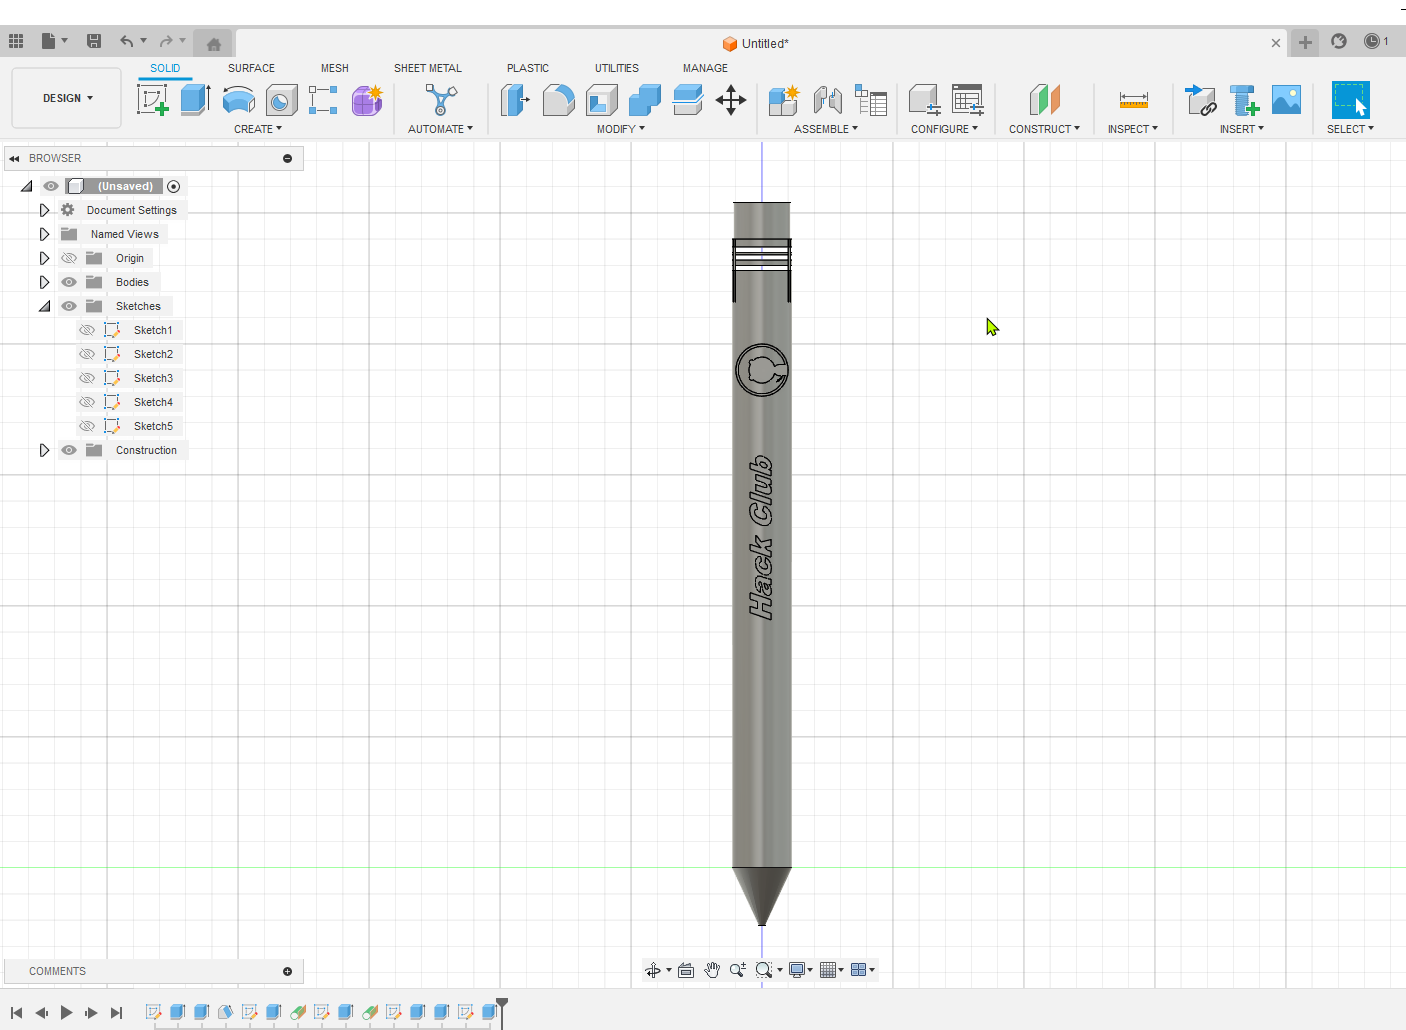 Untitled*
1
DESIGN
SOLID SURFACE MESH SHEET METAL PLASTIC UTILITIES MANAGE
CREATE AUTOMATE MODIFY ASSEMBLE CONFIGURE CONSTRUCT INSPECT INSERT SELECT
BROWSER
(Unsaved)
Document Settings
Named Views
Origin
Bodies
Sketches
Sketch1
Sketch2
Sketch3
Sketch4
Sketch5
Construction
Hack Club
COMMENTS